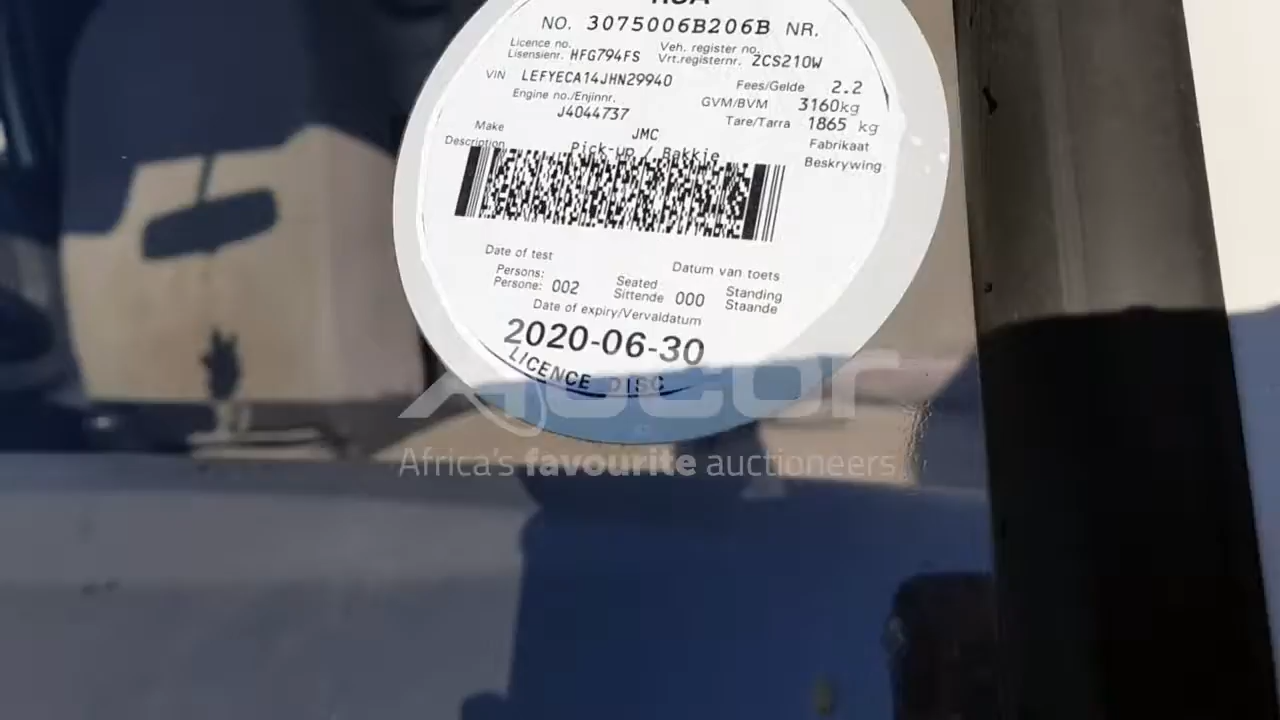 RSA
NO. 3075006B206B NR.
Licence no. Veh. register no.
Lisensienr. HFG794FS Vrt.registernr. ZCS210W
VIN LEFYECA14JHN29940 Fees/Gelde 2.2
Engine no./Enjinnr. GVM/BVM 3160kg
J4044737 Tare/Tarra 1865 kg
Make JMC Fabrikaat
Description Pick-up / Bakkie Beskrywing
Date of test Datum van toets
Persons: Seated Standing
Persone: 002 Sittende 000 Staande
Date of expiry/Vervaldatum
2020-06-30
LICENCE DISC
Aucor
Africa's favourite auctioneers